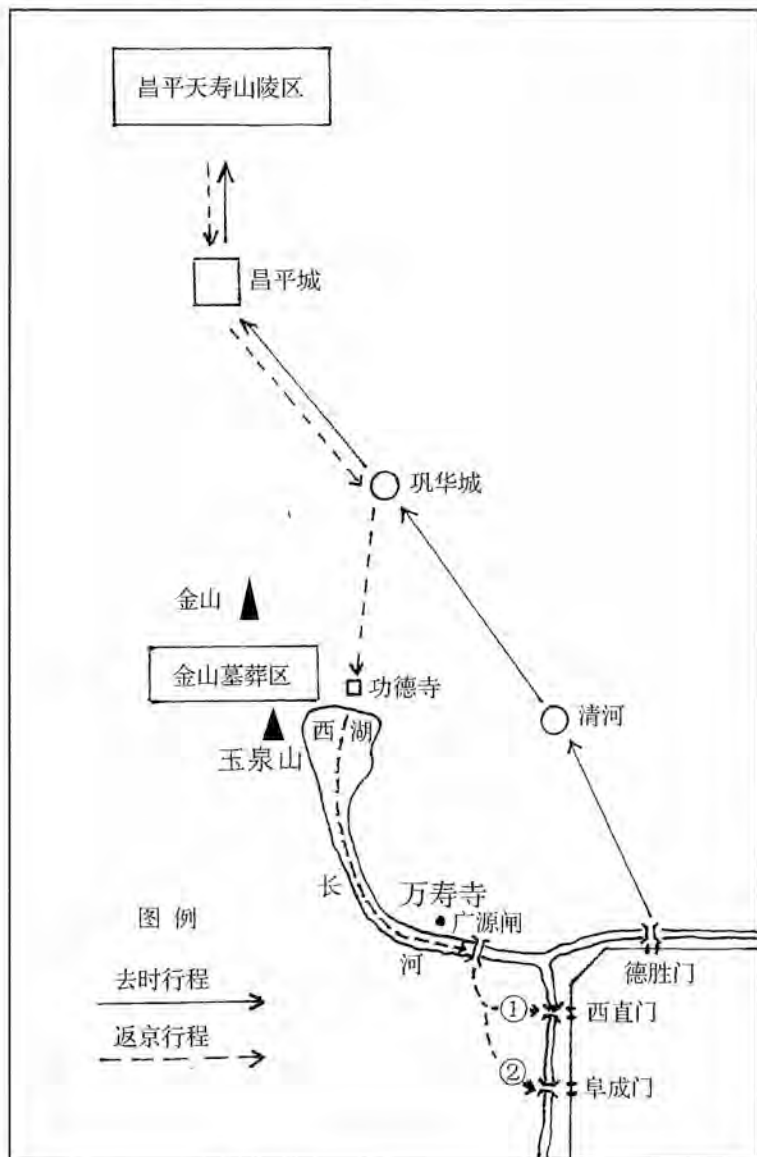 昌平天寿山陵区
昌平城
巩华城
金山
金山墓葬区
功德寺
清河
西湖
玉泉山
长河
万寿寺
广源闸
德胜门
①
西直门
②
阜成门
图例
去时行程
返京行程